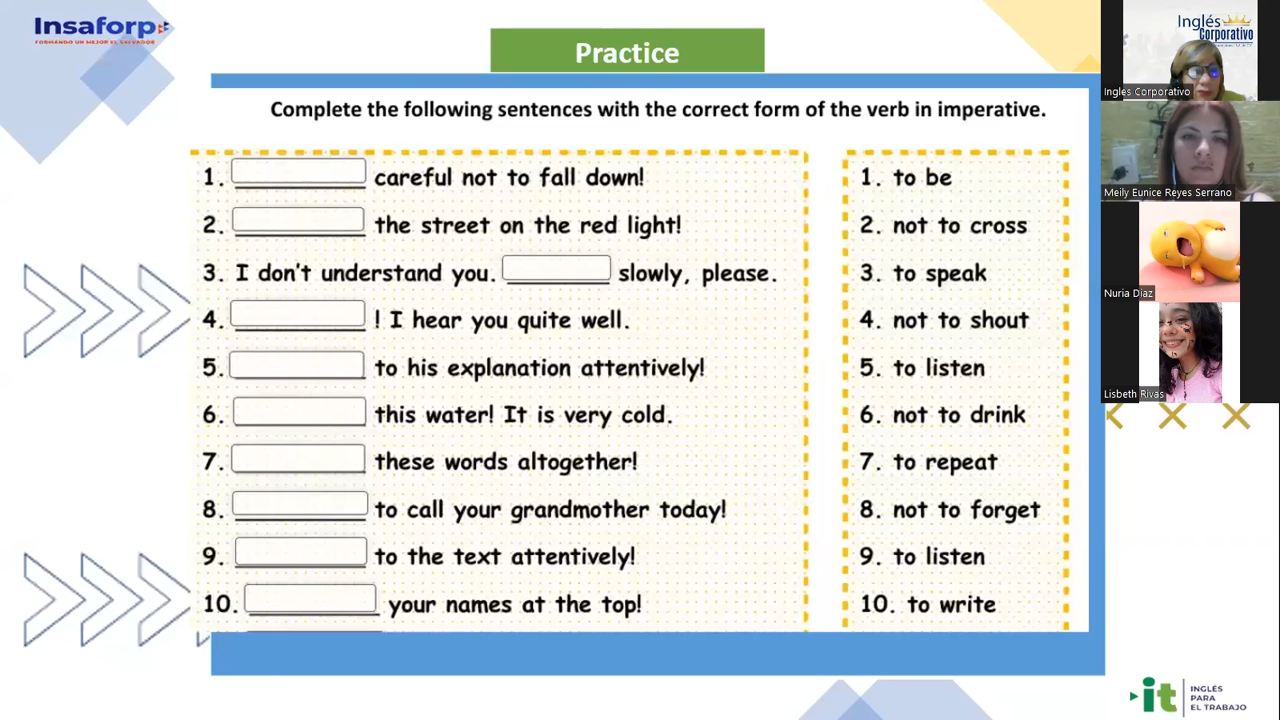 Insaforp
FORMANDO UN MEJOR EL SALVADOR
Practice
Complete the following sentences with the correct form of the verb in imperative.
1. careful not to fall down!
2. the street on the red light!
3. I don't understand you. slowly, please.
4. ! I hear you quite well.
5. to his explanation attentively!
6. this water! It is very cold.
7. these words altogether!
8. to call your grandmother today!
9. to the text attentively!
10. your names at the top!
1. to be
2. not to cross
3. to speak
4. not to shout
5. to listen
6. not to drink
7. to repeat
8. not to forget
9. to listen
10. to write
Inglés
Corporativo
Ingles Corporativo
Meily Eunice Reyes Serrano
Nuria Diaz
Lisbeth Rivas
it
INGLÉS
PARA
EL TRABAJO